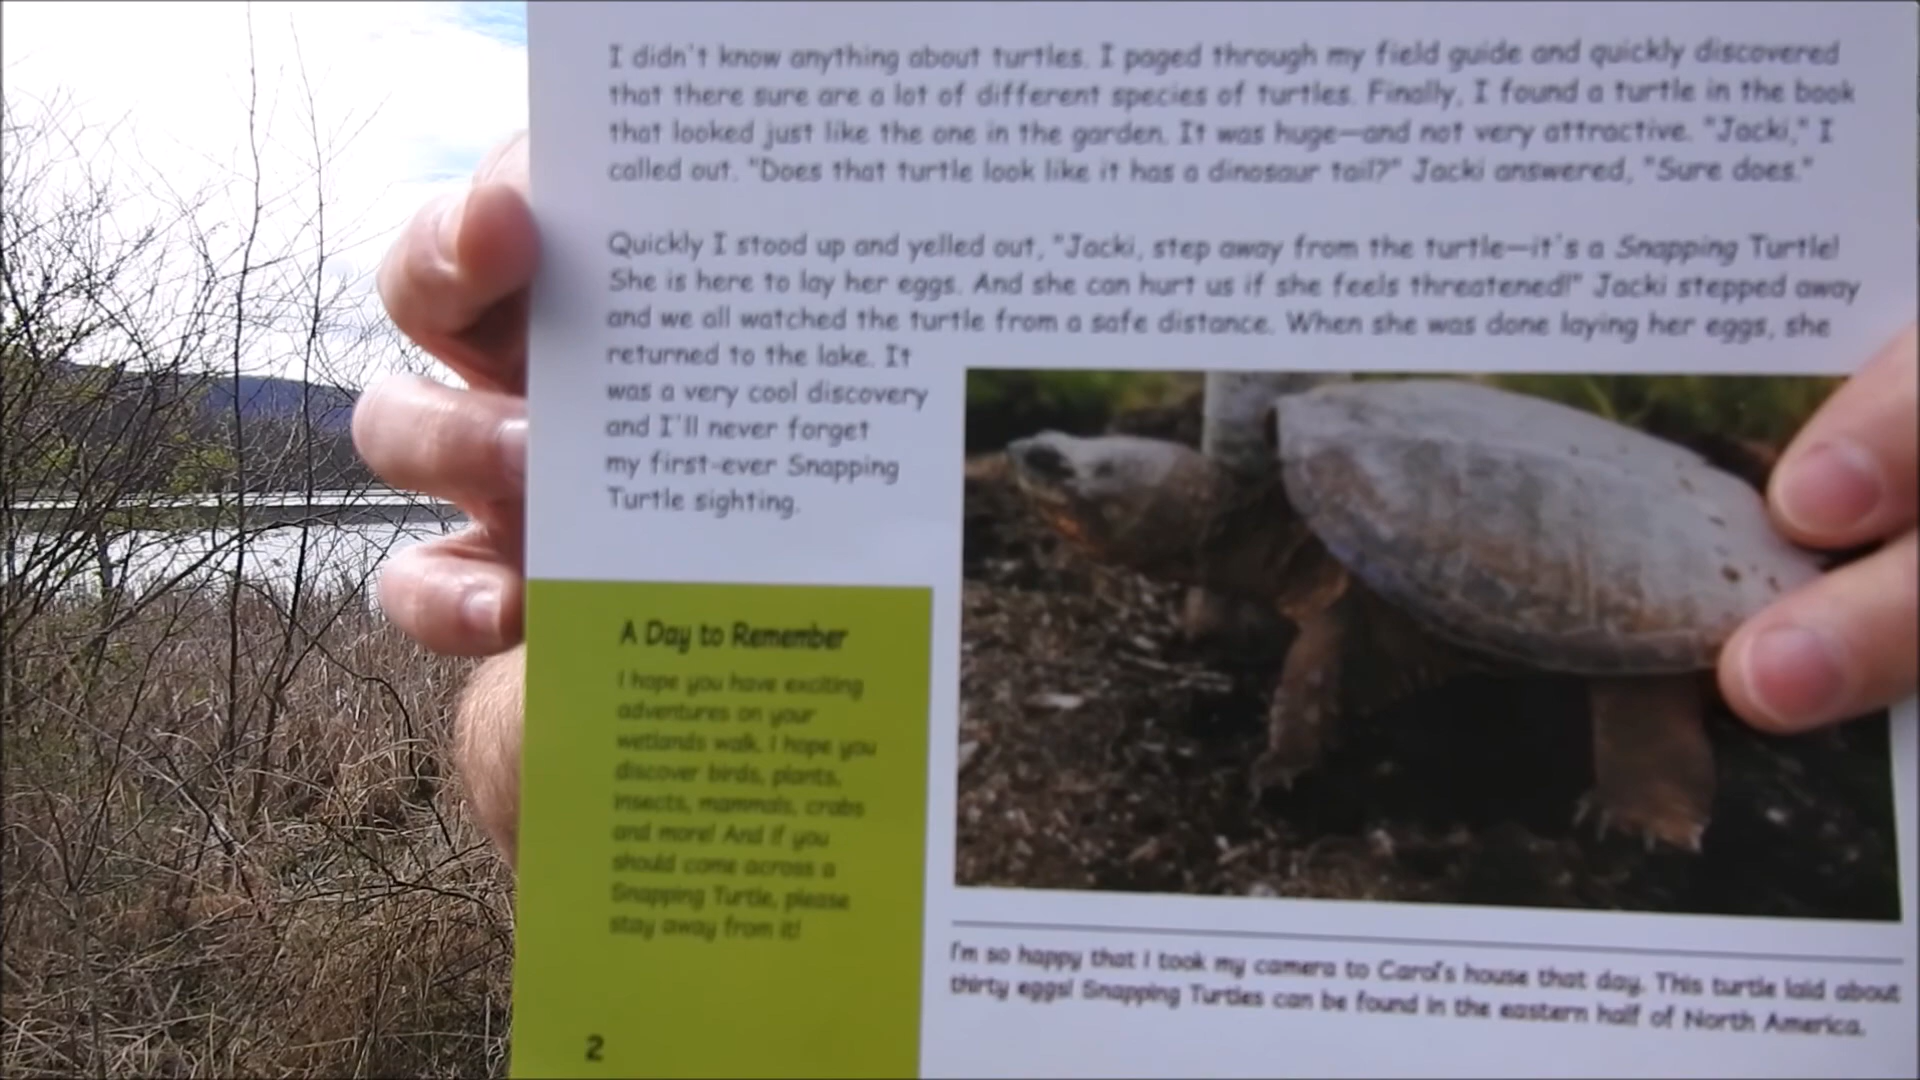 I didn't know anything about turtles. I paged through my field guide and quickly discovered
that there sure are a lot of different species of turtles. Finally, I found a turtle in the book
that looked just like the one in the garden. It was huge—and not very attractive. "Jacki," I
called out. "Does that turtle look like it has a dinosaur tail?" Jacki answered, "Sure does."
Quickly I stood up and yelled out, "Jacki, step away from the turtle—it's a Snapping Turtle!
She is here to lay her eggs. And she can hurt us if she feels threatened!" Jacki stepped away
and we all watched the turtle from a safe distance. When she was done laying her eggs, she
returned to the lake. It
was a very cool discovery
and I'll never forget
my first-ever Snapping
Turtle sighting.
A Day to Remember
I hope you have exciting
adventures on your
wetlands walk. I hope you
discover birds, plants,
insects, mammals, crabs
and more! And if you
should come across a
Snapping Turtle, please
stay away from it!
I'm so happy that I took my camera to Carol's house that day. This turtle laid about
thirty eggs! Snapping Turtles can be found in the eastern half of North America.
2